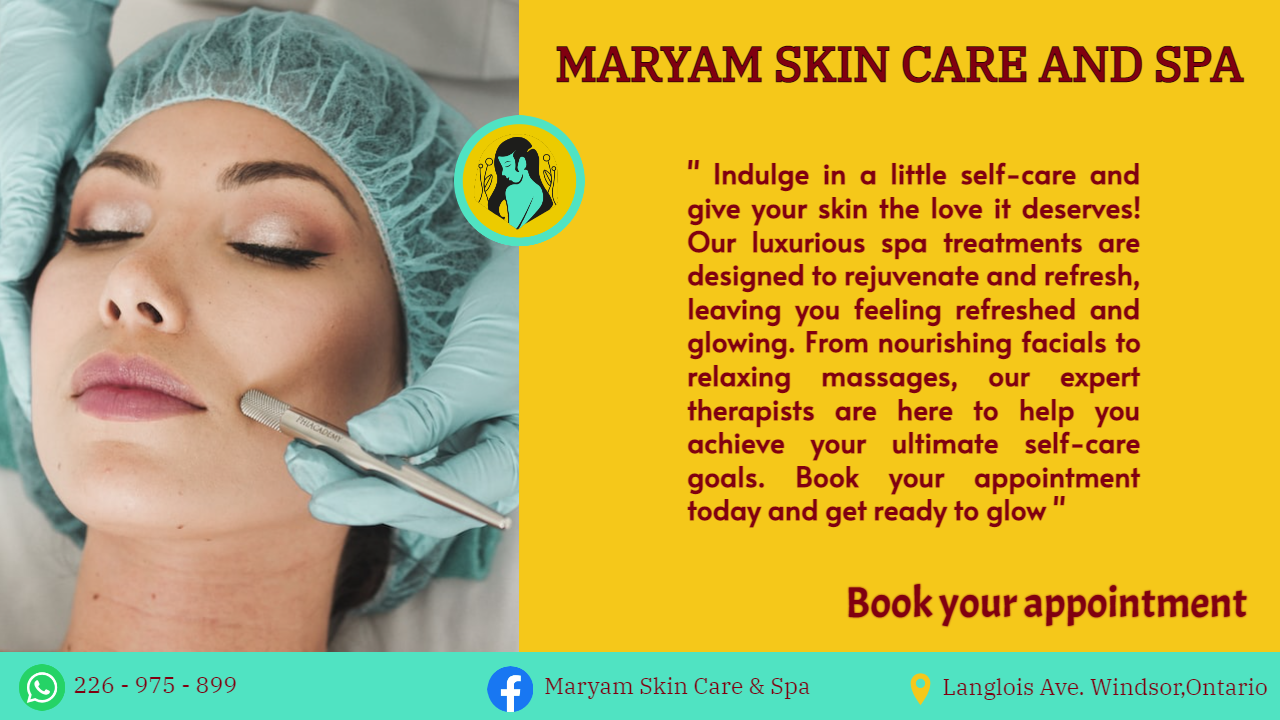 MARYAM SKIN CARE AND SPA
" Indulge in a little self-care and
give your skin the love it deserves!
Our luxurious spa treatments are
designed to rejuvenate and refresh,
leaving you feeling refreshed and
glowing. From nourishing facials to
relaxing massages, our expert
therapists are here to help you
achieve your ultimate self-care
goals. Book your appointment
today and get ready to glow "
PHIACADEMY
Book your appointment
226 - 975 - 899
Maryam Skin Care & Spa
Langlois Ave. Windsor,Ontario